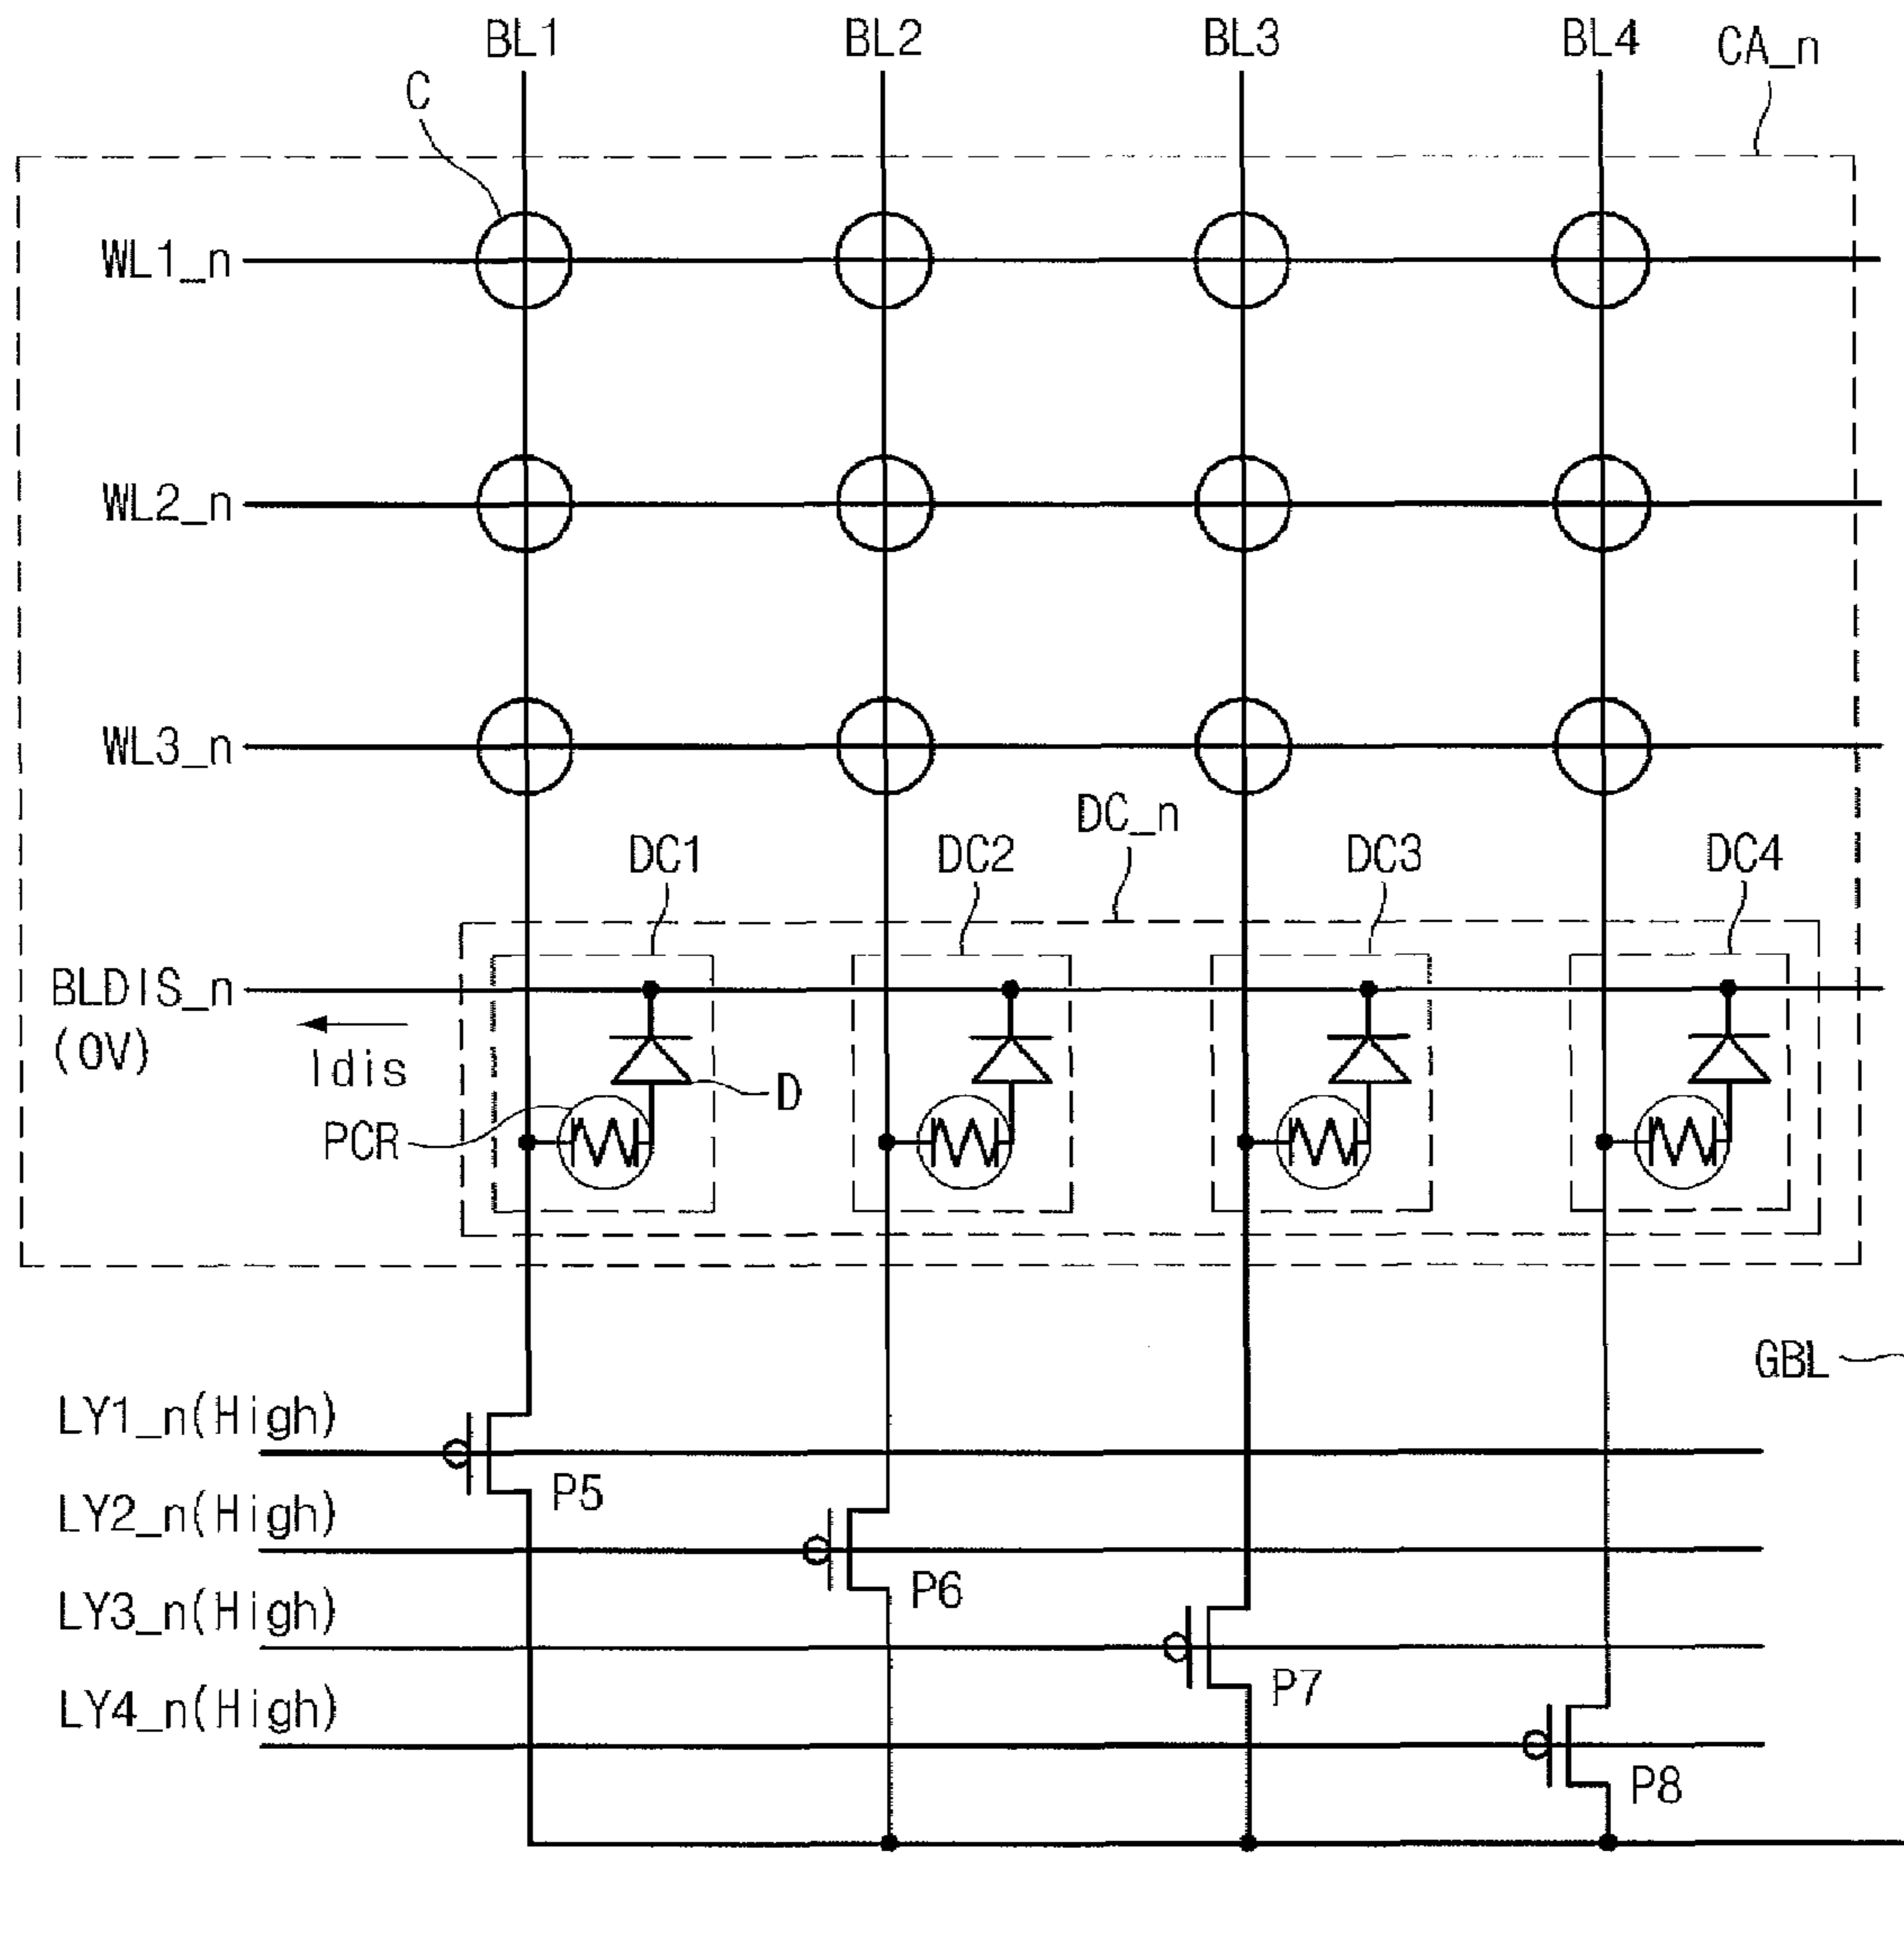 BL1 BL2 BL3 BL4 CA_n
C
WL1_n
WL2_n
WL3_n
DC_n
DC1 DC2 DC3 DC4
BLDIS_n
(0V)
Idis
D
PCR
GBL
LY1_n(High)
P5
LY2_n(High)
P6
LY3_n(High)
P7
LY4_n(High)
P8